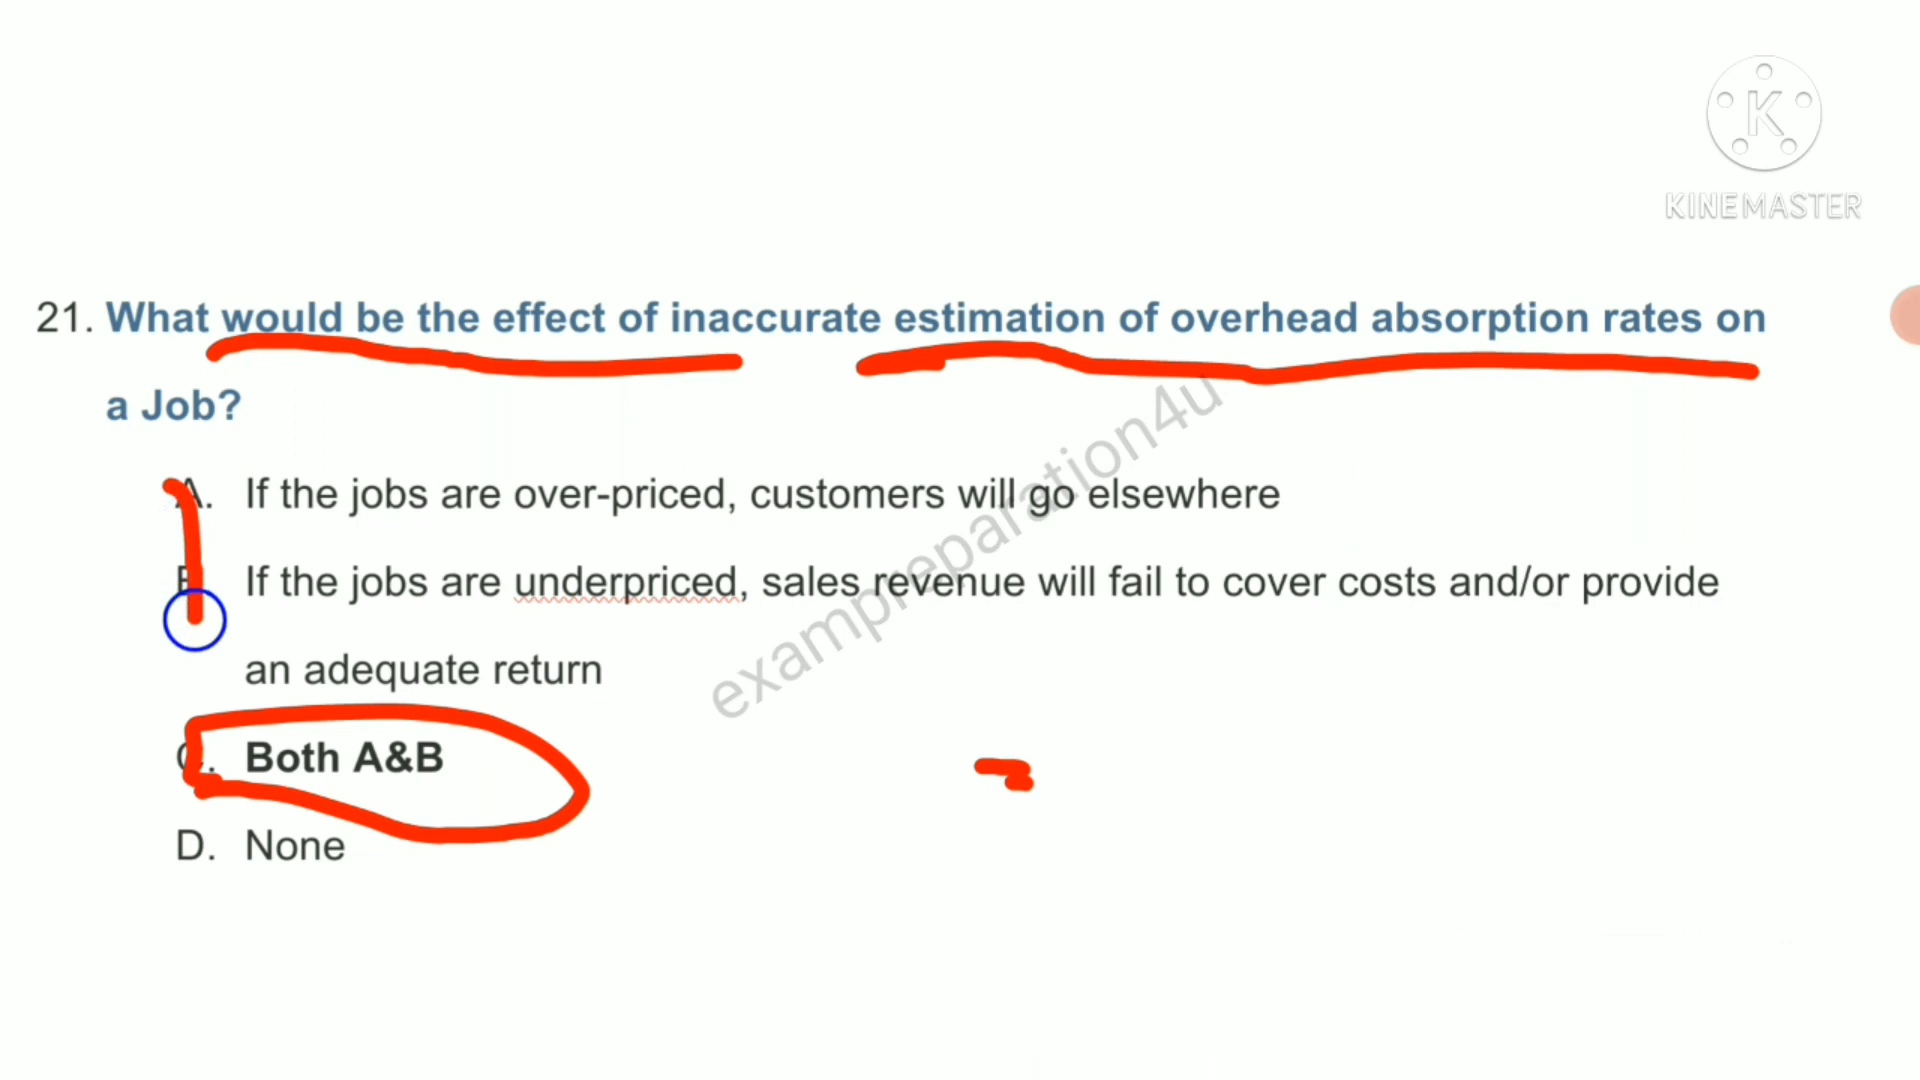 K
KINEMASTER
21. What would be the effect of inaccurate estimation of overhead absorption rates on
a Job?
A. If the jobs are over-priced, customers will go elsewhere
B If the jobs are underpriced, sales revenue will fail to cover costs and/or provide
an adequate return
C. Both A&B
D. None
exampreparation4u